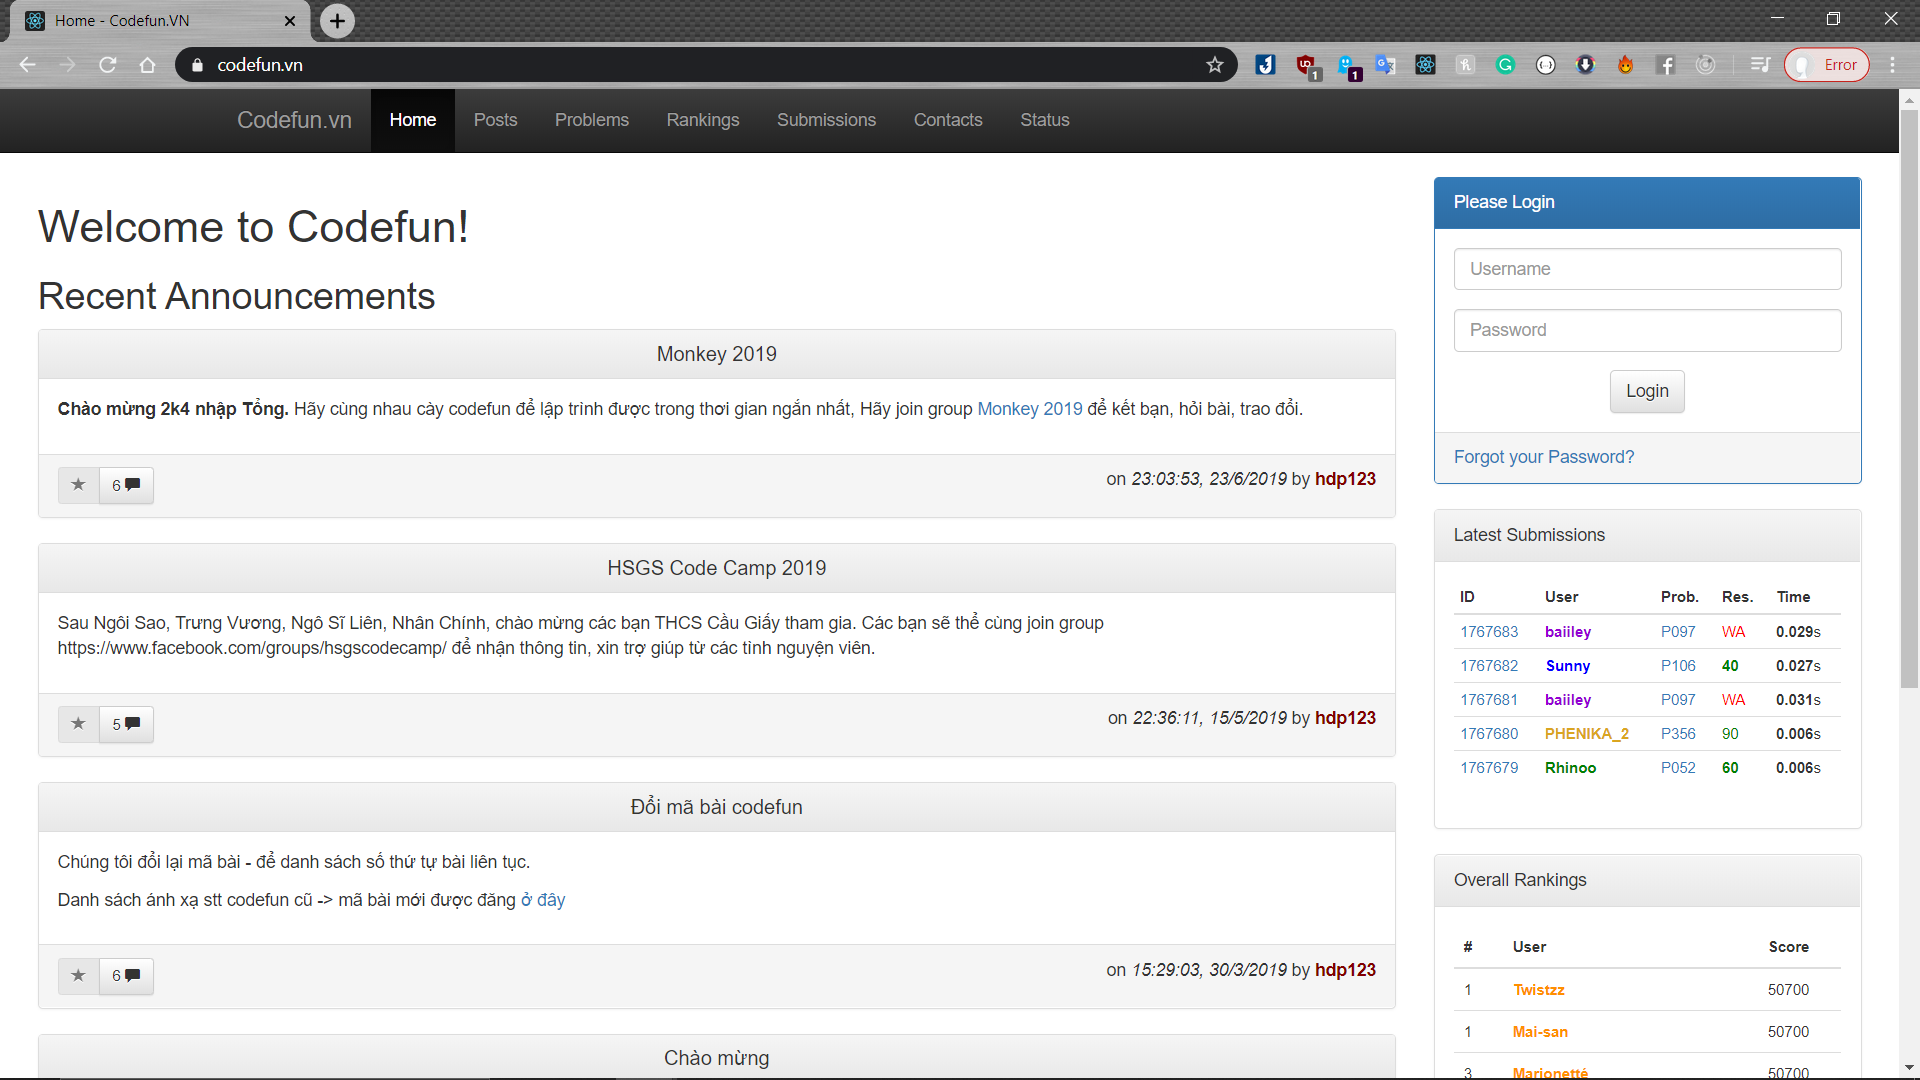 Home - Codefun.VN
codefun.vn
1
1
Error
Codefun.vn Home Posts Problems Rankings Submissions Contacts Status
Welcome to Codefun!
Recent Announcements
Monkey 2019
Chào mừng 2k4 nhập Tổng. Hãy cùng nhau cày codefun để lập trình được trong thơi gian ngắn nhất, Hãy join group Monkey 2019 để kết bạn, hỏi bài, trao đổi.
6
on 23:03:53, 23/6/2019 by hdp123
HSGS Code Camp 2019
Sau Ngôi Sao, Trưng Vương, Ngô Sĩ Liên, Nhân Chính, chào mừng các bạn THCS Cầu Giấy tham gia. Các bạn sẽ thể cùng join group
https://www.facebook.com/groups/hsgscodecamp/ để nhận thông tin, xin trợ giúp từ các tình nguyện viên.
5
on 22:36:11, 15/5/2019 by hdp123
Đổi mã bài codefun
Chúng tôi đổi lại mã bài - để danh sách số thứ tự bài liên tục.
Danh sách ánh xạ stt codefun cũ -> mã bài mới được đăng ở đây
6
on 15:29:03, 30/3/2019 by hdp123
Chào mừng
Please Login
Username
Password
Login
Forgot your Password?
Latest Submissions
ID User Prob. Res. Time
1767683 baiiley P097 WA 0.029s
1767682 Sunny P106 40 0.027s
1767681 baiiley P097 WA 0.031s
1767680 PHENIKA_2 P356 90 0.006s
1767679 Rhinoo P052 60 0.006s
Overall Rankings
# User Score
1 Twistzz 50700
1 Mai-san 50700
3 Marionetté 50700